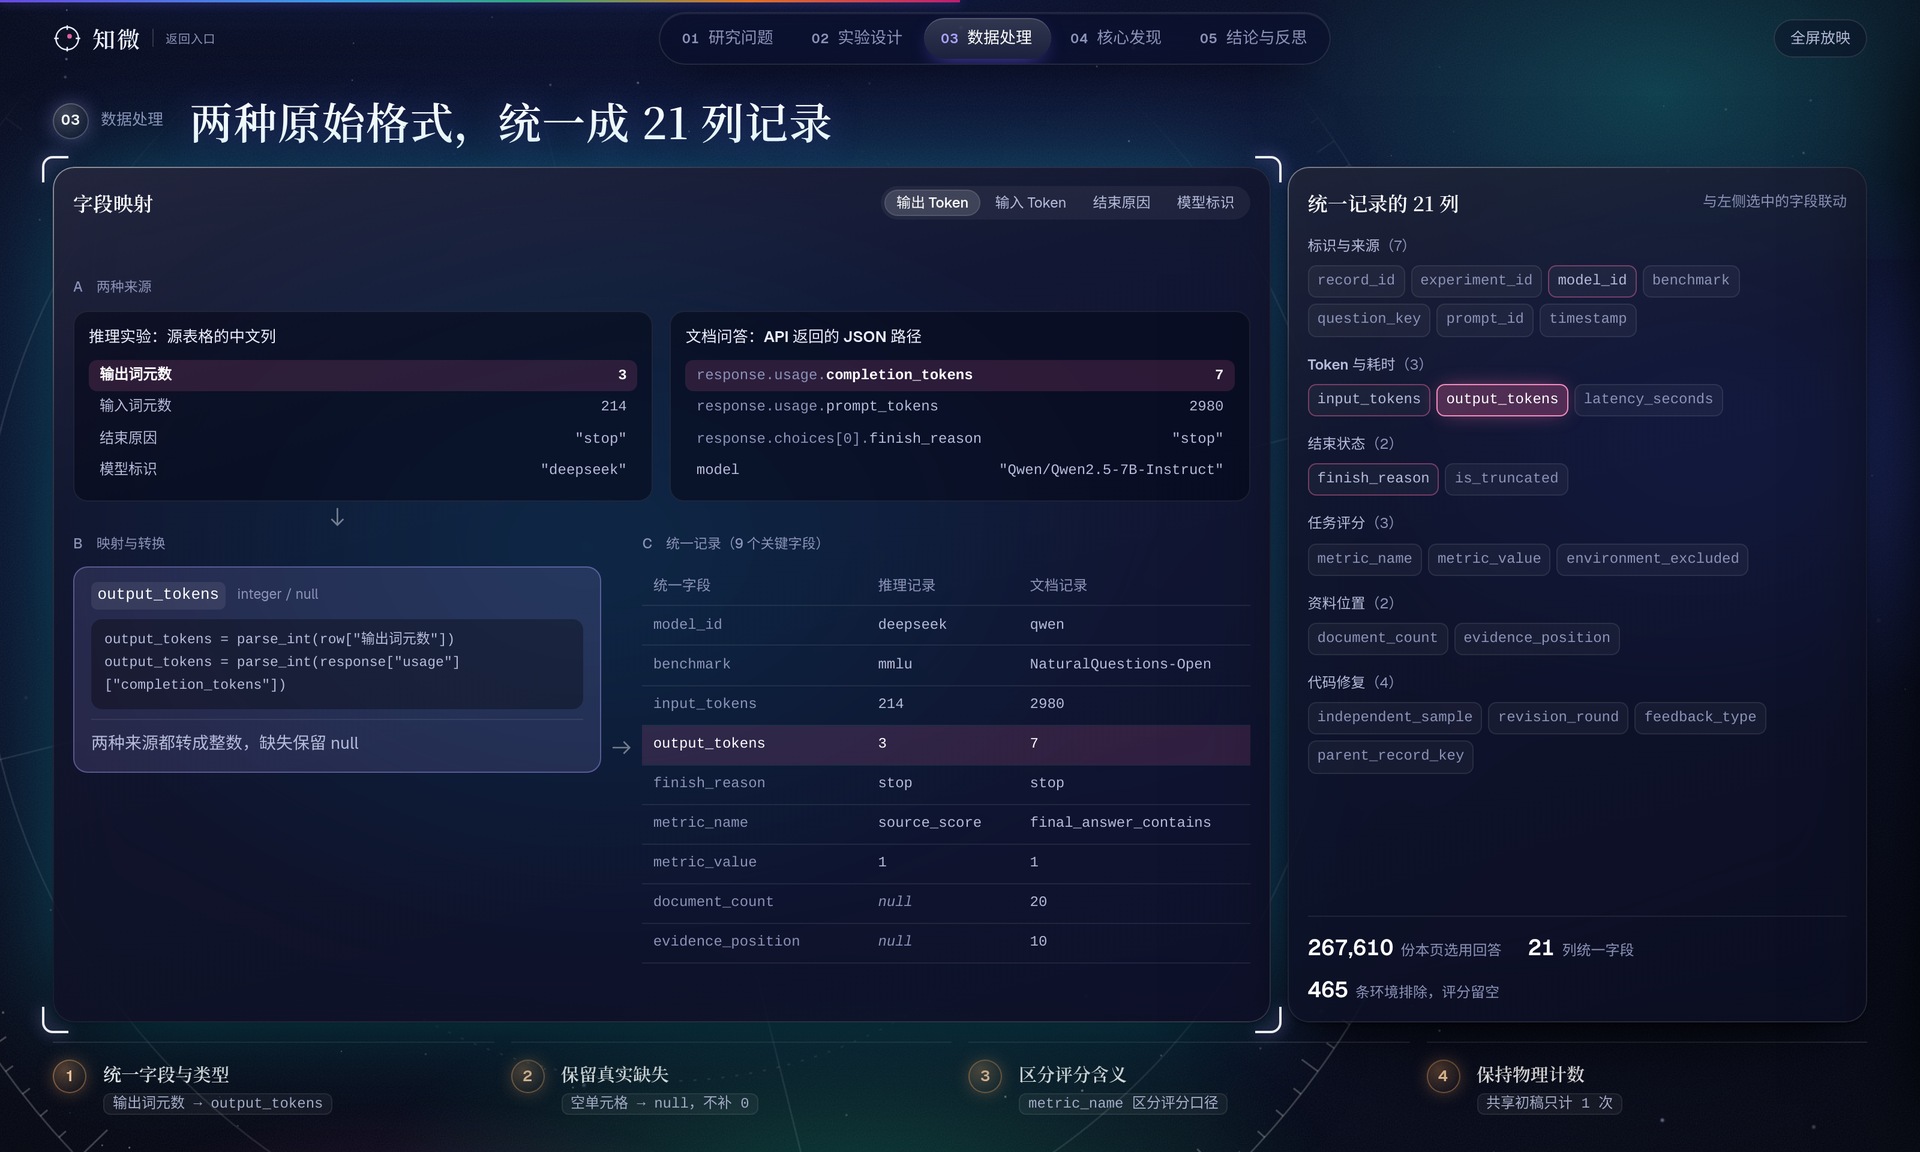 知微 返回入口 01 研究问题 02 实验设计 03 数据处理 04 核心发现 05 结论与反思 全屏放映
03 数据处理 两种原始格式，统一成 21 列记录
字段映射 输出 Token 输入 Token 结束原因 模型标识
A 两种来源
推理实验：源表格的中文列
输出词元数 3
输入词元数 214
结束原因 "stop"
模型标识 "deepseek"
文档问答：API 返回的 JSON 路径
response.usage.completion_tokens 7
response.usage.prompt_tokens 2980
response.choices[0].finish_reason "stop"
model "Qwen/Qwen2.5-7B-Instruct"
↓
B 映射与转换
output_tokens integer / null
output_tokens = parse_int(row["输出词元数"])
output_tokens = parse_int(response["usage"]
["completion_tokens"])
两种来源都转成整数，缺失保留 null
→
C 统一记录（9 个关键字段）
统一字段 推理记录 文档记录
model_id deepseek qwen
benchmark mmlu NaturalQuestions-Open
input_tokens 214 2980
output_tokens 3 7
finish_reason stop stop
metric_name source_score final_answer_contains
metric_value 1 1
document_count null 20
evidence_position null 10
统一记录的 21 列 与左侧选中的字段联动
标识与来源（7）
record_id experiment_id model_id benchmark
question_key prompt_id timestamp
Token 与耗时（3）
input_tokens output_tokens latency_seconds
结束状态（2）
finish_reason is_truncated
任务评分（3）
metric_name metric_value environment_excluded
资料位置（2）
document_count evidence_position
代码修复（4）
independent_sample revision_round feedback_type
parent_record_key
267,610 份本页选用回答 21 列统一字段
465 条环境排除，评分留空
1 统一字段与类型
输出词元数 → output_tokens
2 保留真实缺失
空单元格 → null，不补 0
3 区分评分含义
metric_name 区分评分口径
4 保持物理计数
共享初稿只计 1 次